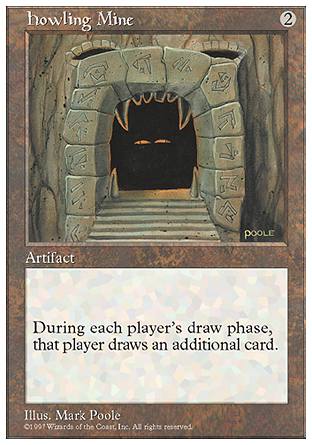 Howling Mine 2
POOLE
Artifact
During each player's draw phase,
that player draws an additional card.
Illus. Mark Poole
©1997 Wizards of the Coast, Inc. All rights reserved.